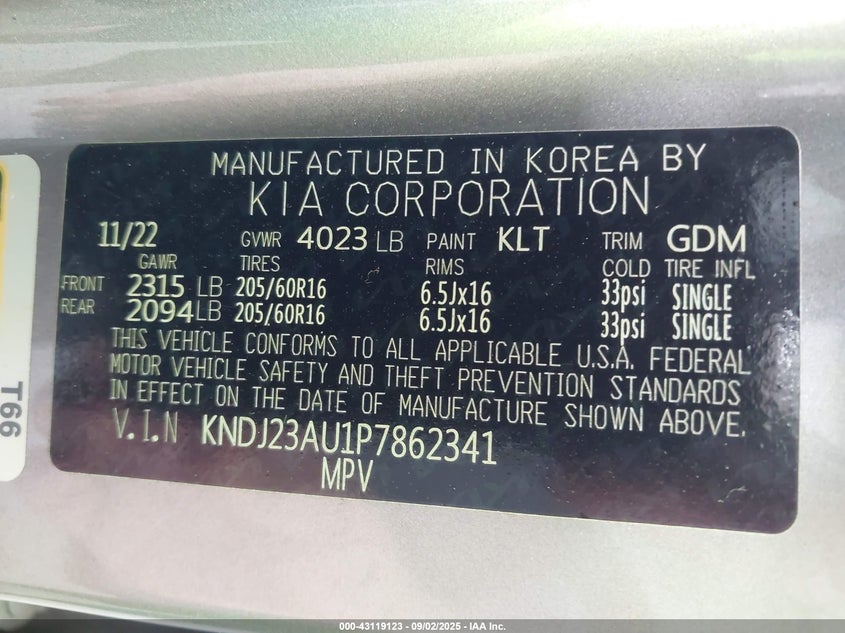 MANUFACTURED IN KOREA BY
KIA CORPORATION
11/22 GVWR 4023 LB PAINT KLT TRIM GDM
GAWR TIRES RIMS COLD TIRE INFL
FRONT 2315 LB 205/60R16 6.5Jx16 33psi SINGLE
REAR 2094 LB 205/60R16 6.5Jx16 33psi SINGLE
THIS VEHICLE CONFORMS TO ALL APPLICABLE U.S.A. FEDERAL
MOTOR VEHICLE SAFETY AND THEFT PREVENTION STANDARDS
IN EFFECT ON THE DATE OF MANUFACTURE SHOWN ABOVE.
V.I.N KNDJ23AU1P7862341
MPV
T66
000-43119123 - 09/02/2025 - IAA Inc.